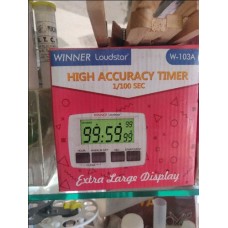 WINNER Loudstar W-103A
HIGH ACCURACY TIMER
1/100 SEC
99:59 99
Extra Large Display